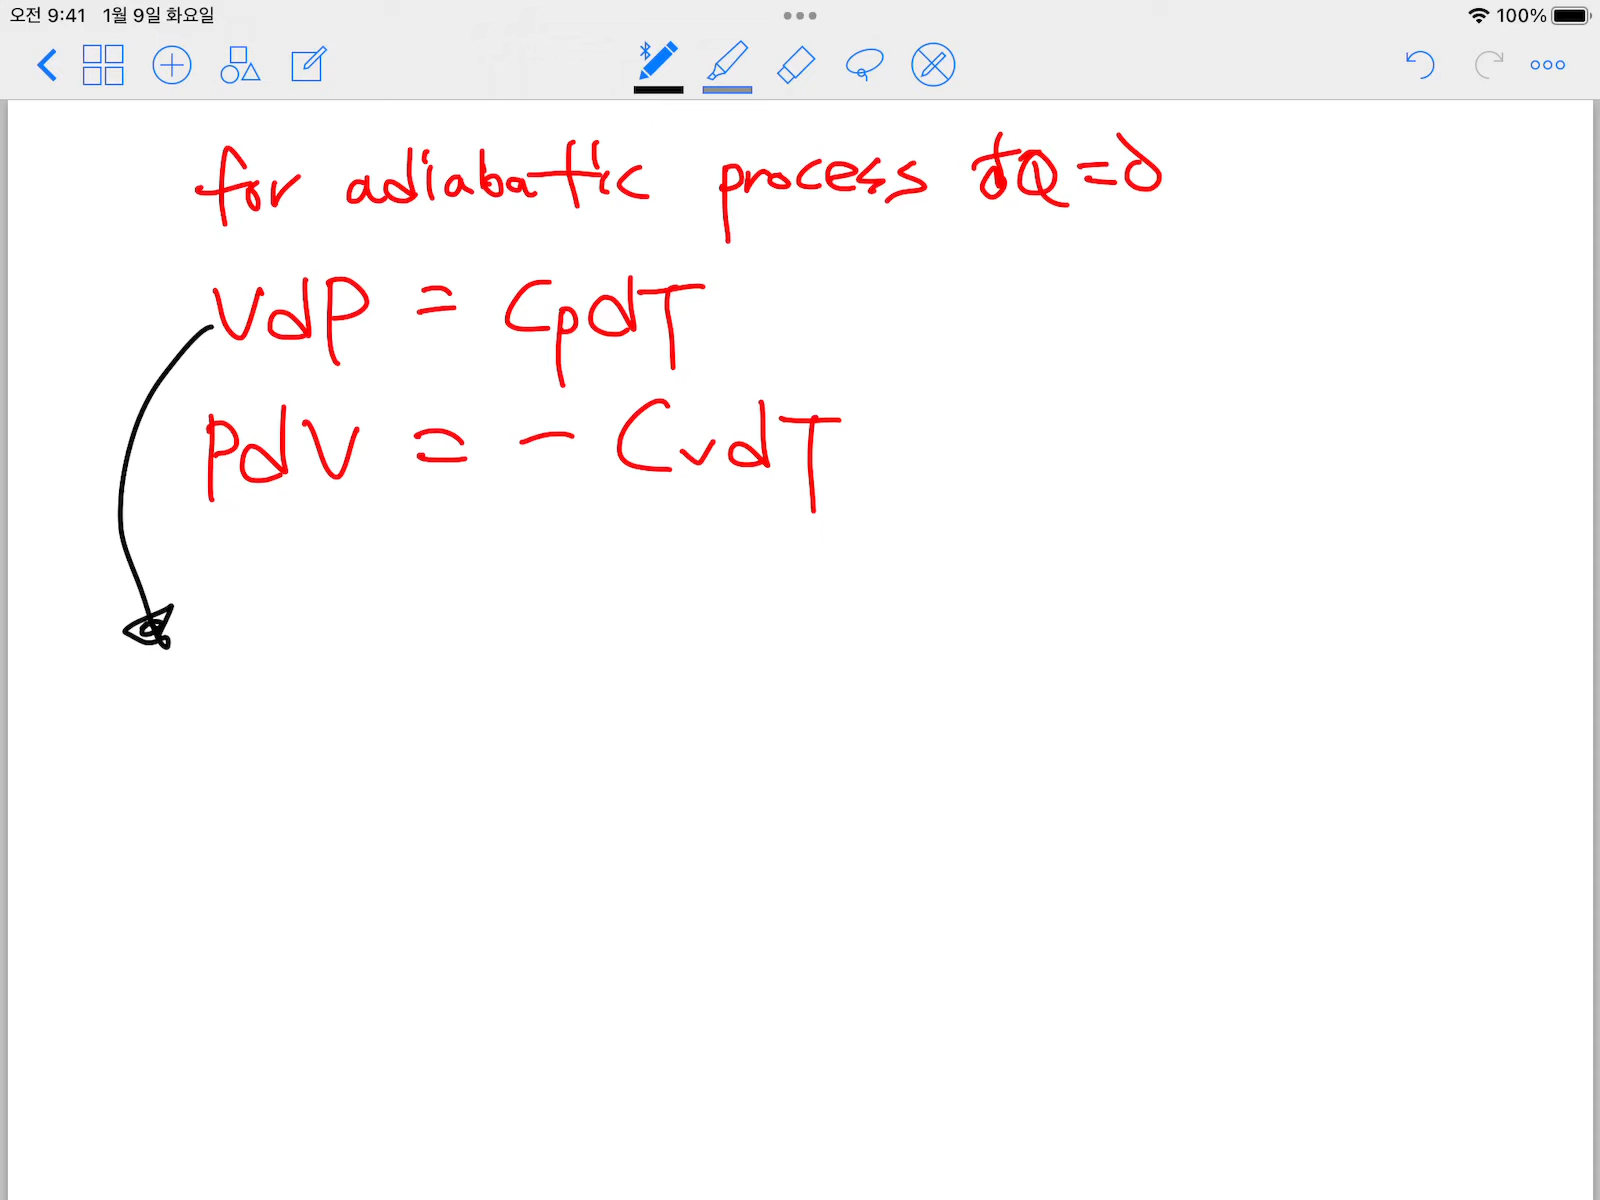 오전 9:41 1월 9일 화요일 100%
for adiabatic process đQ=0
VdP = CpdT
PdV = - CvdT